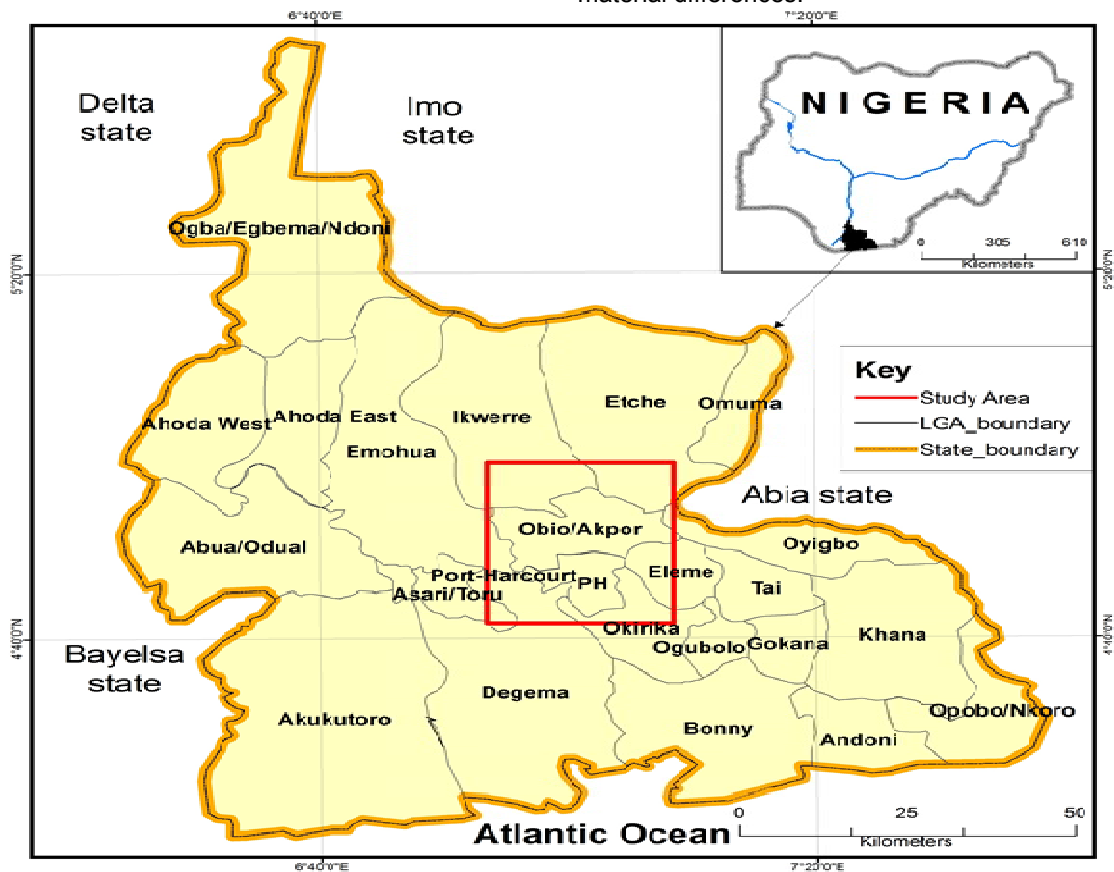 material differences.
6°40'0"E
7°20'0"E
Delta
state
Imo
state
NIGERIA
0 305 610
Kilometers
Ogba/Egbema/Ndoni
5°20'0"N
5°20'0"N
Key
Study Area
LGA_boundary
State_boundary
Ahoda West
Ahoda East
Emohua
Ikwerre
Etche
Omuma
Abia state
Abua/Odual
Obio/Akpor
Oyigbo
Port-Harcourt
PH
Eleme
Tai
Asari/Toru
Okirika
Ogubolo
Gokana
Khana
4°40'0"N
4°40'0"N
Bayelsa
state
Akukutoro
Degema
Bonny
Andoni
Opobo/Nkoro
Atlantic Ocean
0 25 50
Kilometers
6°40'0"E
7°20'0"E